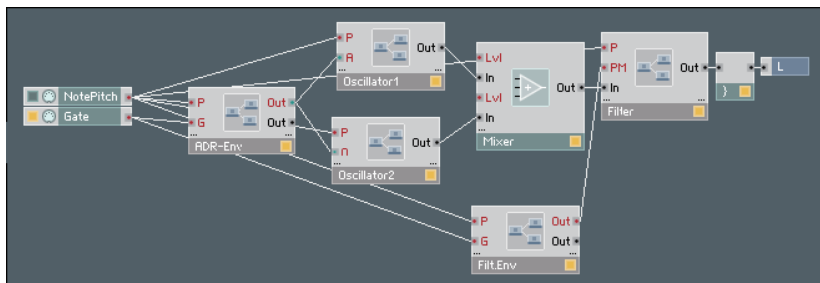 NotePitch
Gate
P
G
Out
Out
...
ADR-Env
P
A
Out
...
Oscillator1
P
A
Out
...
Oscillator2
Lvl
In
Lvl
In
Out
...
Mixer
P
G
Out
Out
...
Filt.Env
P
PM
In
Out
...
Filter
}
L